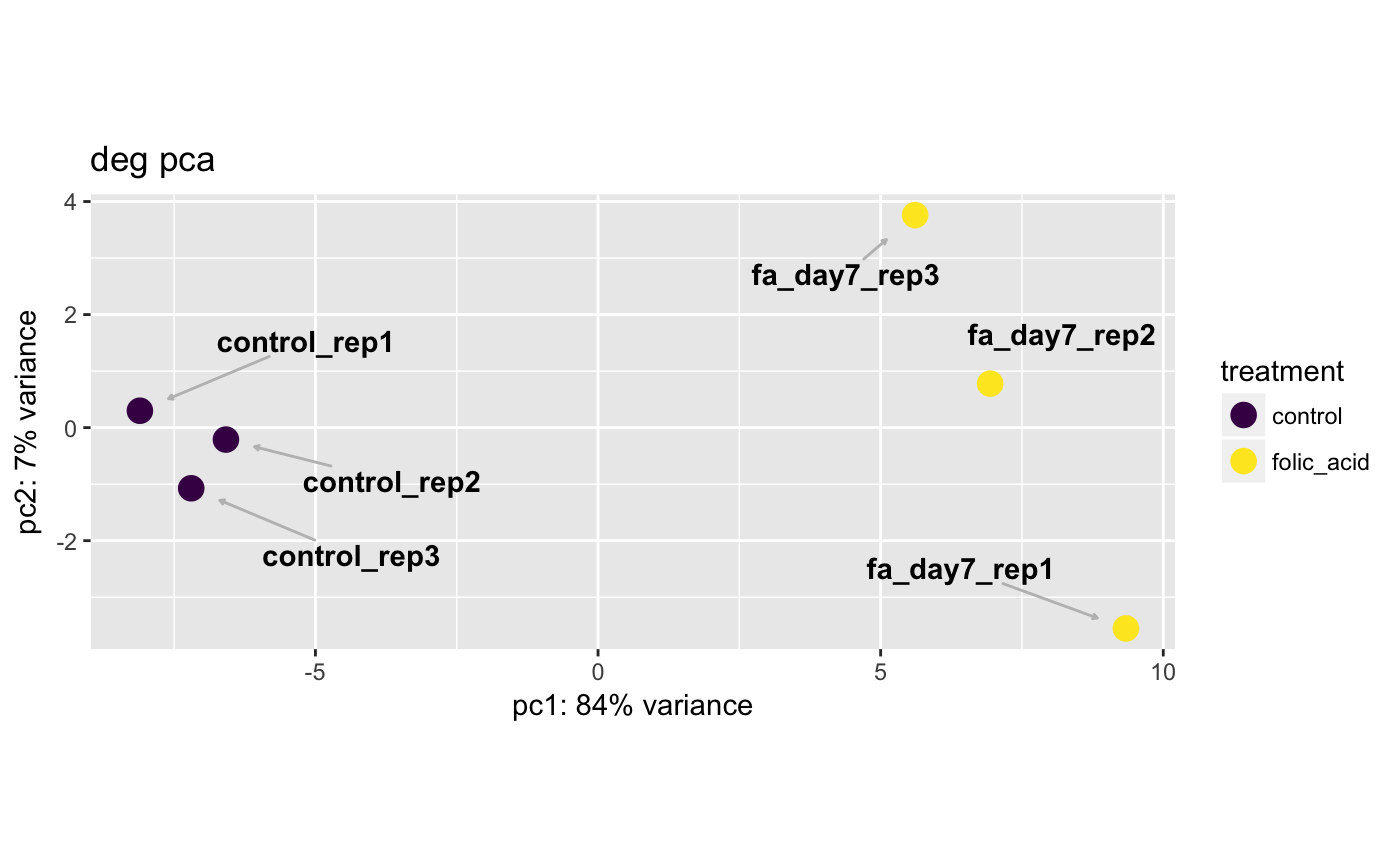 deg pca
4
2
0
-2
pc2: 7% variance
control_rep1
control_rep2
control_rep3
fa_day7_rep3
fa_day7_rep2
fa_day7_rep1
-5
0
5
10
pc1: 84% variance
treatment
control
folic_acid